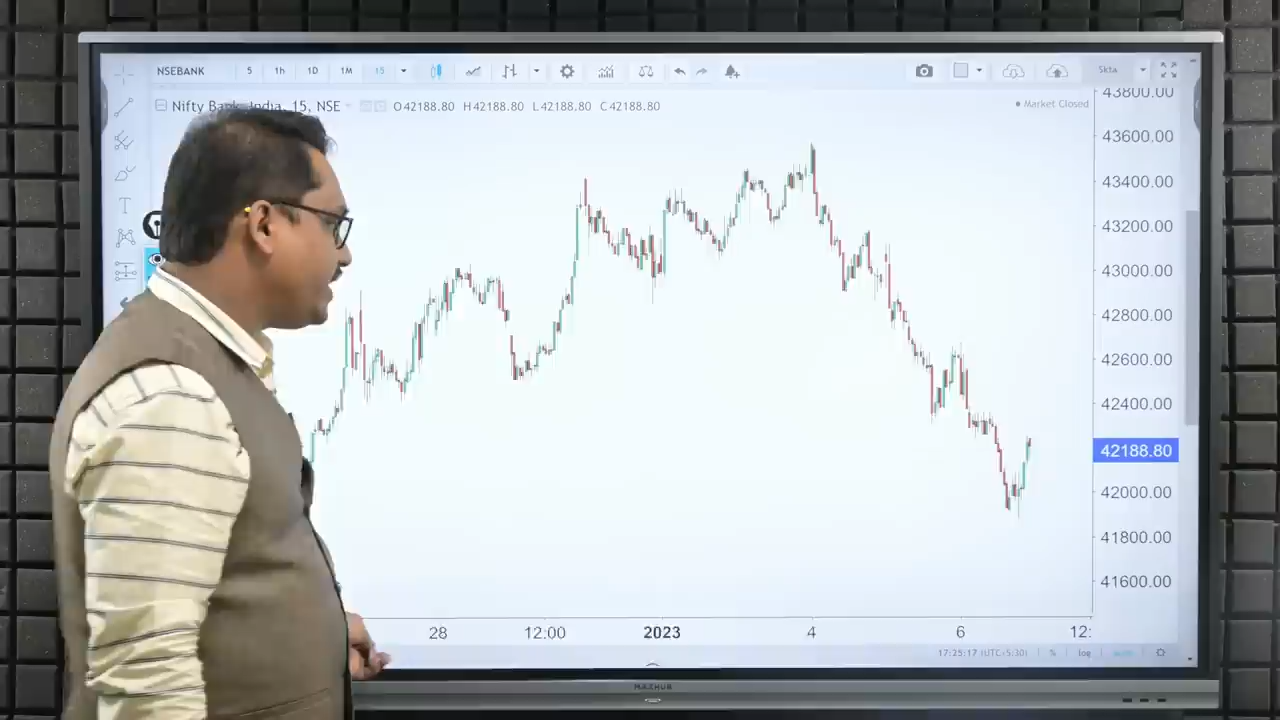 NSEBANK 5 1h 1D 1M 15 5kta
Nifty Bank, India, 15, NSE O42188.80 H42188.80 L42188.80 C42188.80 Market Closed
43800.00
43600.00
43400.00
43200.00
43000.00
42800.00
42600.00
42400.00
42188.80
42000.00
41800.00
41600.00
28 12:00 2023 4 6 12:
17:25:17 (UTC+5:30) % log auto
MAXHUB